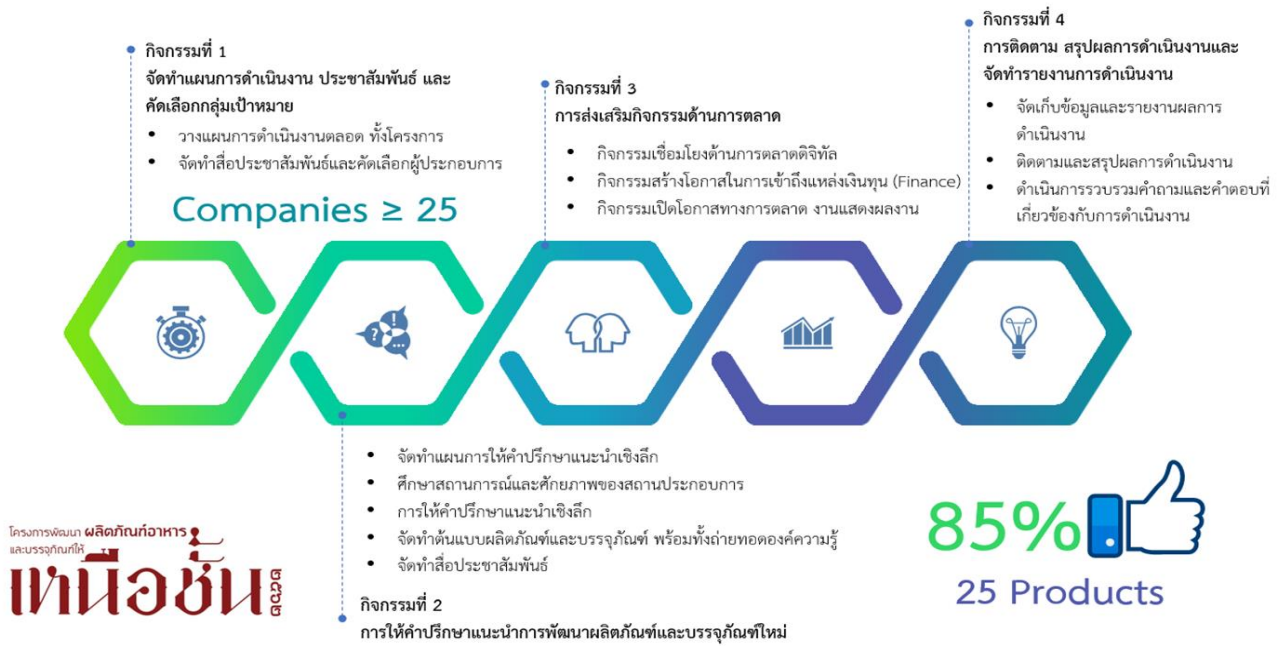 กิจกรรมที่ 1
จัดทำแผนการดำเนินงาน ประชาสัมพันธ์ และ
คัดเลือกกลุ่มเป้าหมาย
• วางแผนการดำเนินงานตลอด ทั้งโครงการ
• จัดทำสื่อประชาสัมพันธ์และคัดเลือกผู้ประกอบการ
Companies ≥ 25
กิจกรรมที่ 3
การส่งเสริมกิจกรรมด้านการตลาด
• กิจกรรมเชื่อมโยงด้านการตลาดดิจิทัล
• กิจกรรมสร้างโอกาสในการเข้าถึงแหล่งเงินทุน (Finance)
• กิจกรรมเปิดโอกาสทางการตลาด งานแสดงผลงาน
กิจกรรมที่ 4
การติดตาม สรุปผลการดำเนินงานและ
จัดทำรายงานการดำเนินงาน
• จัดเก็บข้อมูลและรายงานผลการ
ดำเนินงาน
• ติดตามและสรุปผลการดำเนินงาน
• ดำเนินการรวบรวมคำถามและคำตอบที่
เกี่ยวข้องกับการดำเนินงาน
? ! ...
• จัดทำแผนการให้คำปรึกษาแนะนำเชิงลึก
• ศึกษาสถานการณ์และศักยภาพของสถานประกอบการ
• การให้คำปรึกษาแนะนำเชิงลึก
• จัดทำต้นแบบผลิตภัณฑ์และบรรจุภัณฑ์ พร้อมทั้งถ่ายทอดองค์ความรู้
• จัดทำสื่อประชาสัมพันธ์
กิจกรรมที่ 2
การให้คำปรึกษาแนะนำการพัฒนาผลิตภัณฑ์และบรรจุภัณฑ์ใหม่
โครงการพัฒนา ผลิตภัณฑ์อาหาร
และบรรจุภัณฑ์ให้
เหนือชั้น
85%
25 Products